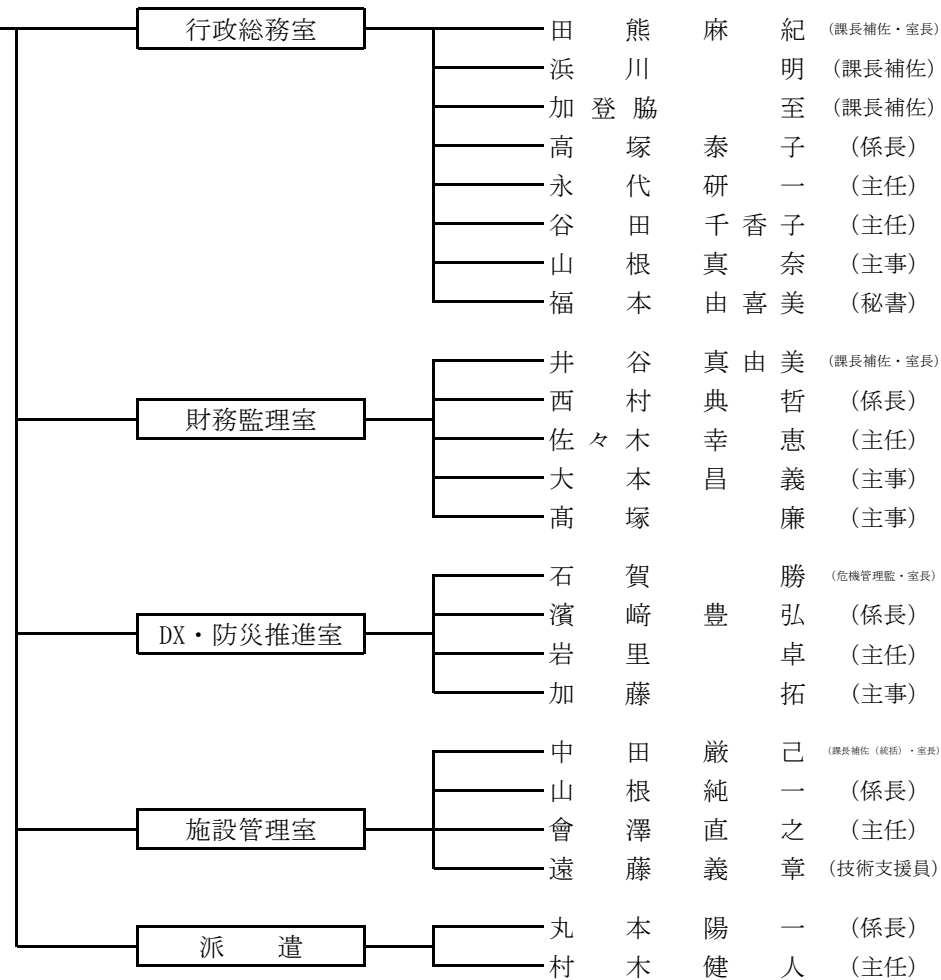 行政総務室
田熊麻紀 (課長補佐・室長)
浜川明 (課長補佐)
加登脇至 (課長補佐)
高塚泰子 (係長)
永代研一 (主任)
谷田千香子 (主任)
山根真奈 (主事)
福本由喜美 (秘書)
財務監理室
井谷真由美 (課長補佐・室長)
西村典哲 (係長)
佐々木幸恵 (主任)
大本昌義 (主事)
髙塚廉 (主事)
DX・防災推進室
石賀勝 (危機管理監・室長)
濱﨑豊弘 (係長)
岩里卓 (主任)
加藤拓 (主事)
施設管理室
中田厳己 (課長補佐（統括）・室長)
山根純一 (係長)
會澤直之 (主任)
遠藤義章 (技術支援員)
派遣
丸本陽一 (係長)
村木健人 (主任)